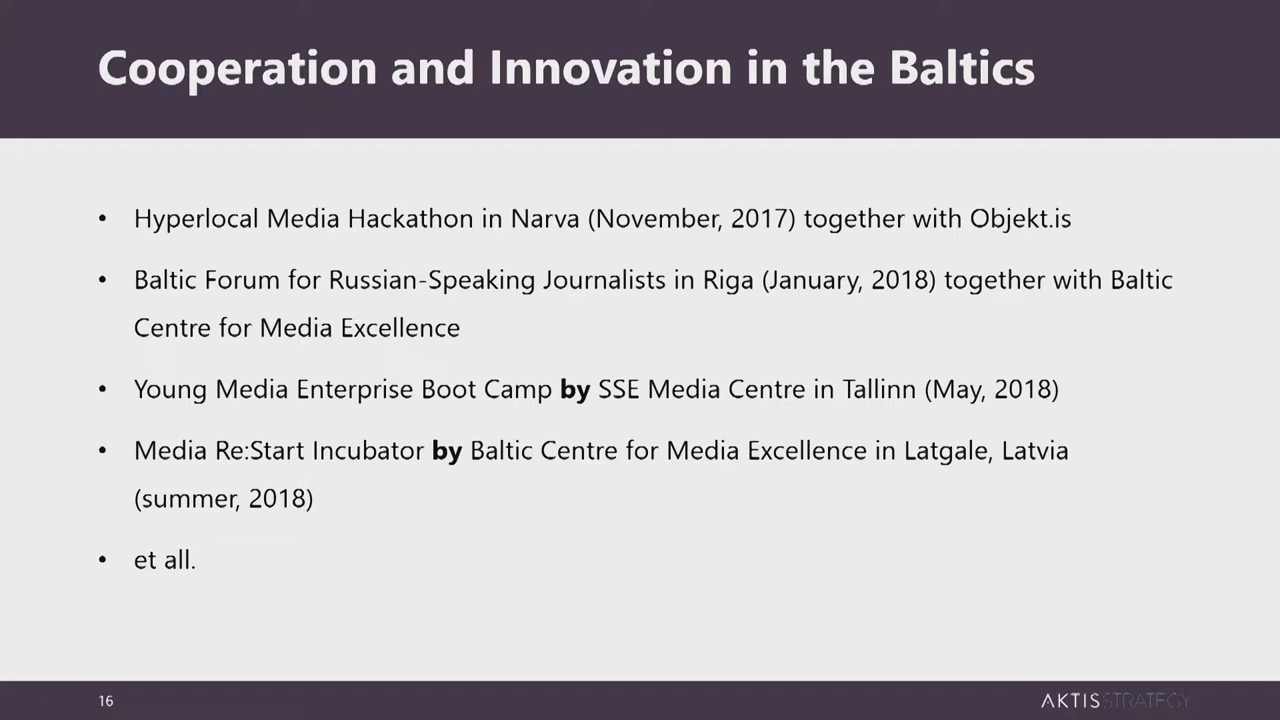 Cooperation and Innovation in the Baltics
• Hyperlocal Media Hackathon in Narva (November, 2017) together with Objekt.is
• Baltic Forum for Russian-Speaking Journalists in Riga (January, 2018) together with Baltic
Centre for Media Excellence
• Young Media Enterprise Boot Camp by SSE Media Centre in Tallinn (May, 2018)
• Media Re:Start Incubator by Baltic Centre for Media Excellence in Latgale, Latvia
(summer, 2018)
• et all.
16
AKTISSTRATEGY